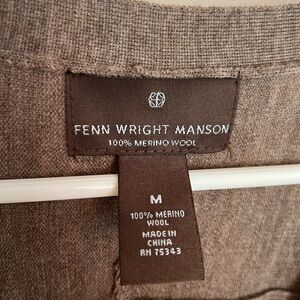 FENN WRIGHT MANSON
100% MERINO WOOL
M
100% MERINO
WOOL
MADE IN
CHINA
RN 75343